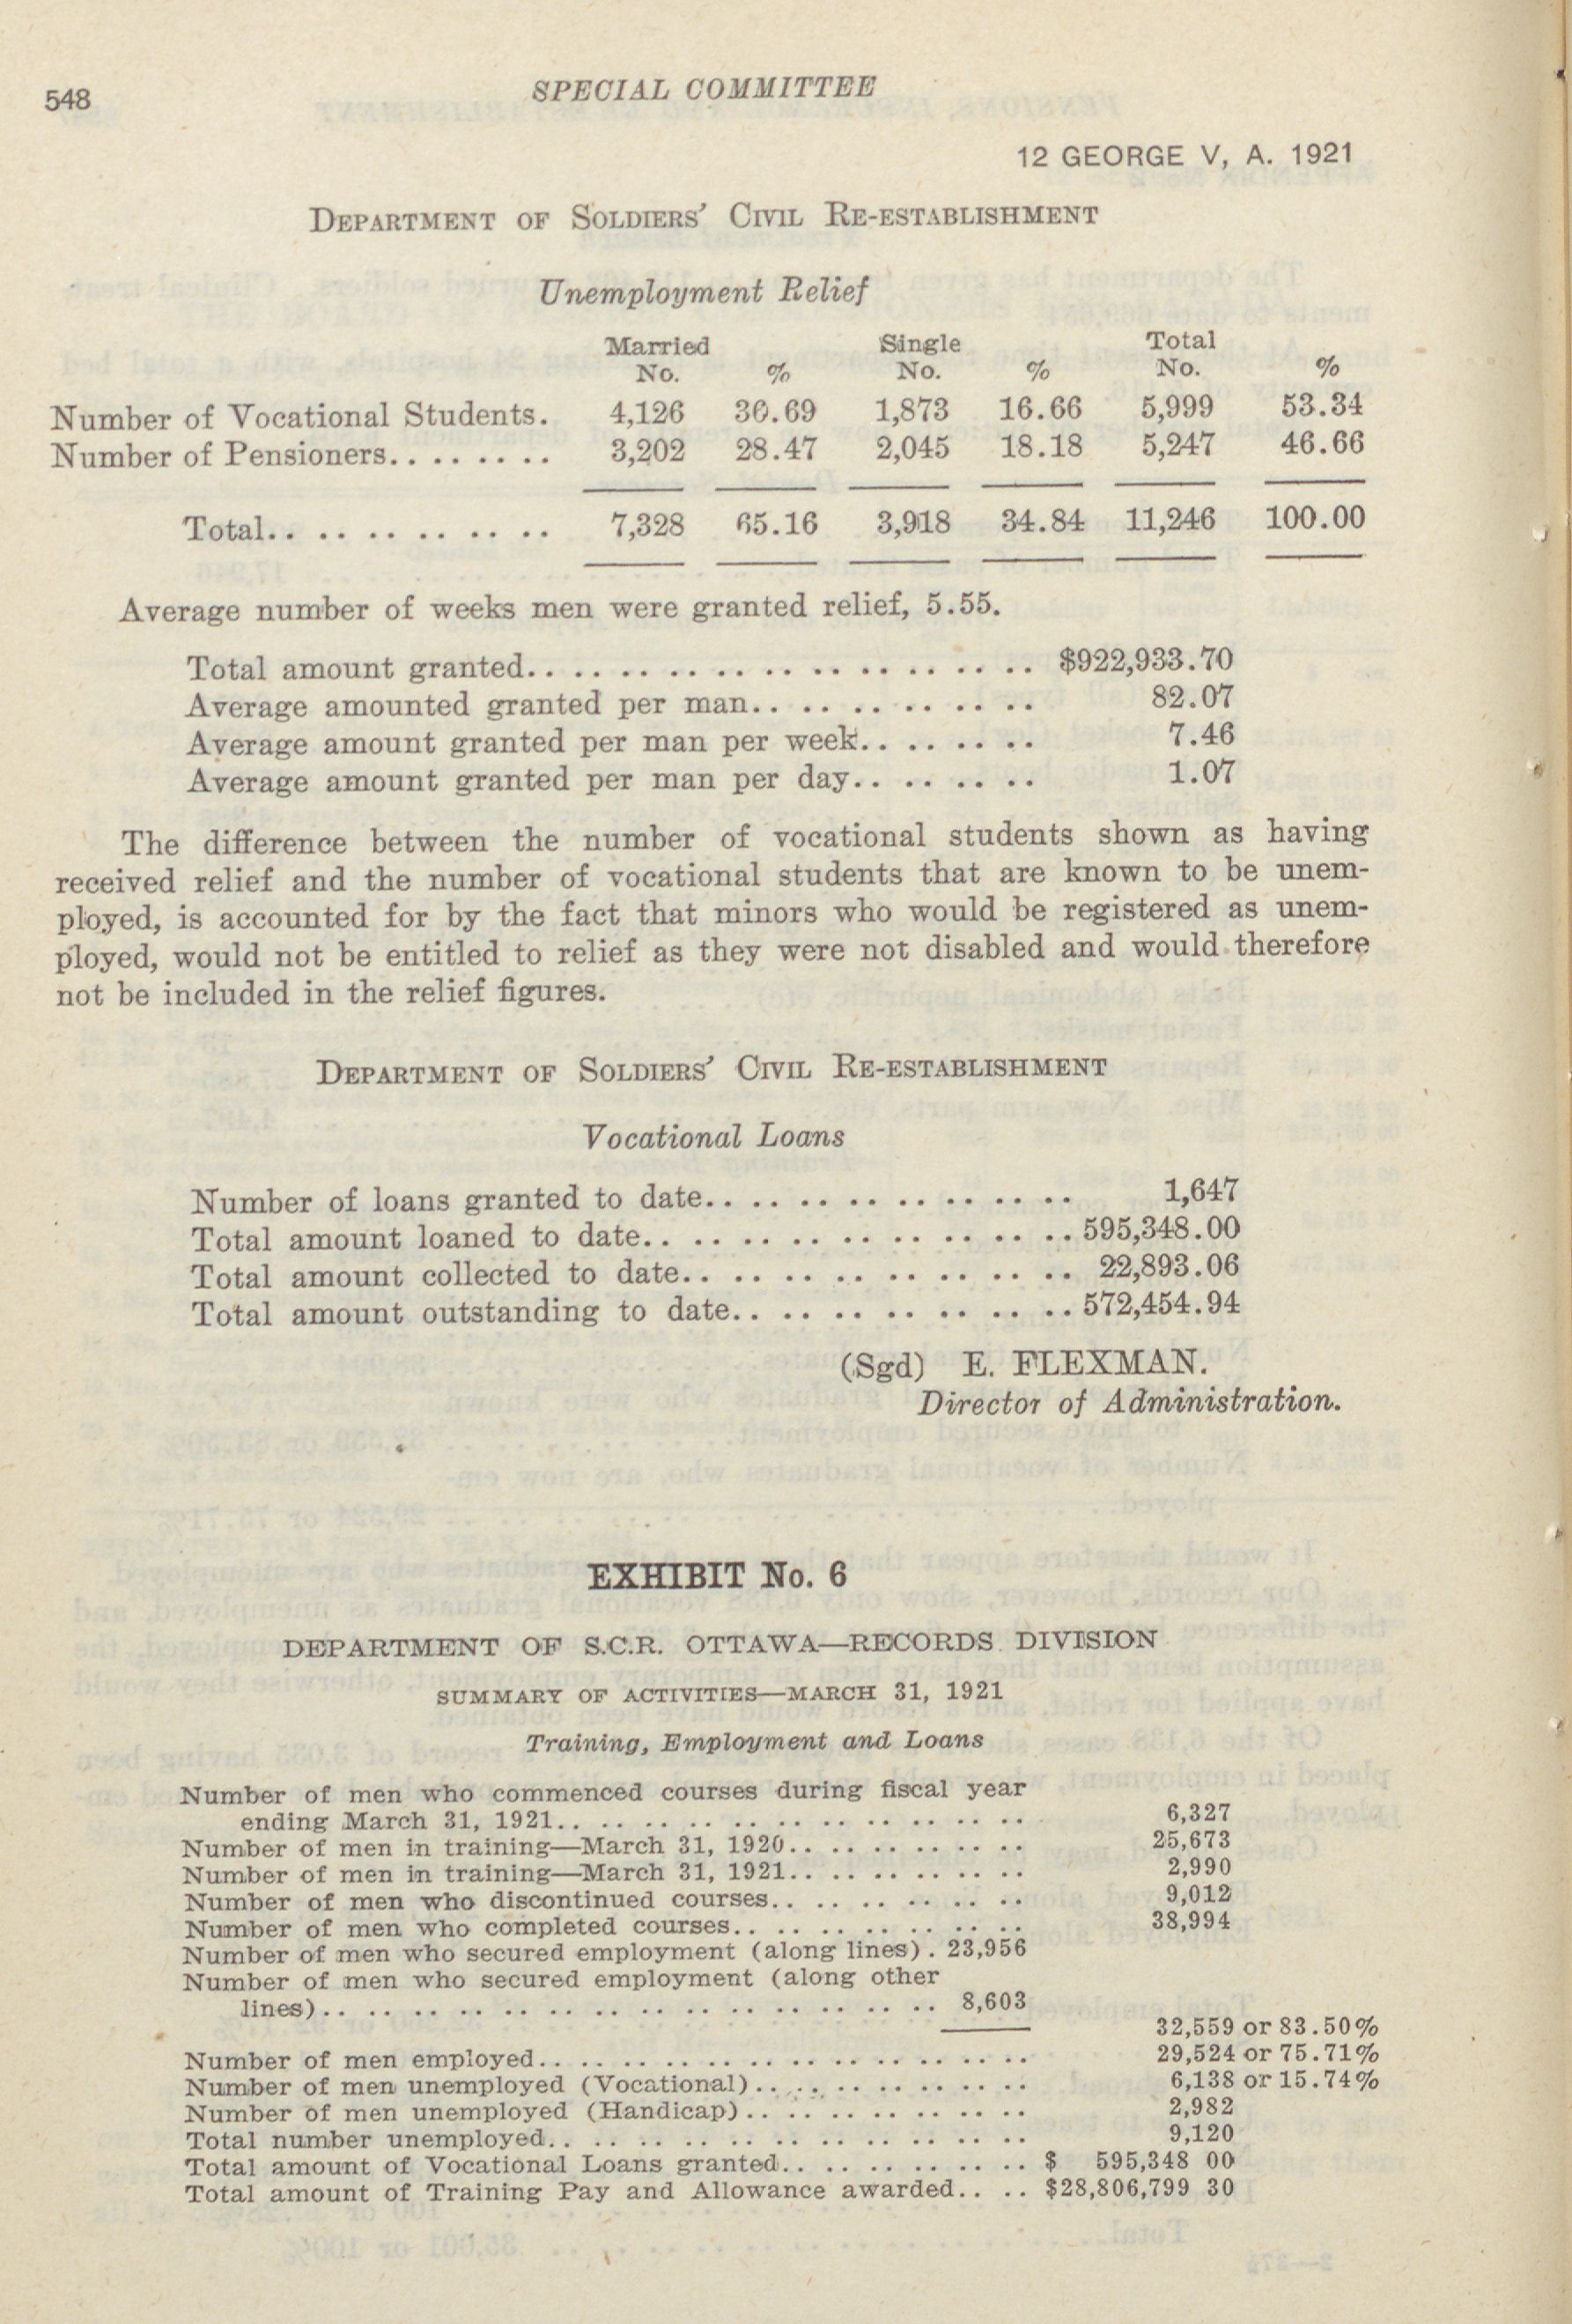 548
SPECIAL COMMITTEE
12 GEORGE V, A. 1921
DEPARTMENT OF SOLDIERS' CIVIL RE-ESTABLISHMENT
Unemployment Relief
Married Single Total
No. % No. % No. %
Number of Vocational Students. 4,126 36.69 1,873 16.66 5,999 53.34
Number of Pensioners.. .. .. .. 3,202 28.47 2,045 18.18 5,247 46.66
Total.. .. .. .. .. .. 7,328 65.16 3,918 34.84 11,246 100.00
Average number of weeks men were granted relief, 5.55.
Total amount granted.. .. .. .. .. .. .. .. .. .. .. $922,933.70
Average amounted granted per man.. .. .. .. .. .. 82.07
Average amount granted per man per week.. .. .. .. 7.46
Average amount granted per man per day.. .. .. .. 1.07
The difference between the number of vocational students shown as having
received relief and the number of vocational students that are known to be unem-
ployed, is accounted for by the fact that minors who would be registered as unem-
ployed, would not be entitled to relief as they were not disabled and would therefore
not be included in the relief figures.
DEPARTMENT OF SOLDIERS' CIVIL RE-ESTABLISHMENT
Vocational Loans
Number of loans granted to date.. .. .. .. .. .. .. .. 1,647
Total amount loaned to date.. .. .. .. .. .. .. .. .. 595,348.00
Total amount collected to date.. .. .. .. .. .. .. .. 22,893.06
Total amount outstanding to date.. .. .. .. .. .. .. 572,454.94
(Sgd) E. FLEXMAN.
Director of Administration.
EXHIBIT No. 6
DEPARTMENT OF S.C.R. OTTAWA—RECORDS DIVISION
SUMMARY OF ACTIVITIES—MARCH 31, 1921
Training, Employment and Loans
Number of men who commenced courses during fiscal year
ending March 31, 1921.. .. .. .. .. .. .. .. .. .. .. 6,327
Number of men in training—March 31, 1920.. .. .. .. .. .. 25,673
Number of men in training—March 31, 1921.. .. .. .. .. .. 2,990
Number of men who discontinued courses.. .. .. .. .. .. 9,012
Number of men who completed courses.. .. .. .. .. .. .. 38,994
Number of men who secured employment (along lines). 23,956
Number of men who secured employment (along other
lines).. .. .. .. .. .. .. .. .. .. .. .. .. .. 8,603
32,559 or 83.50%
Number of men employed.. .. .. .. .. .. .. .. .. .. .. .. 29,524 or 75.71%
Number of men unemployed (Vocational).. .. .. .. .. .. .. 6,138 or 15.74%
Number of men unemployed (Handicap).. .. .. .. .. .. .. 2,982
Total number unemployed.. .. .. .. .. .. .. .. .. .. .. .. 9,120
Total amount of Vocational Loans granted.. .. .. .. .. .. $ 595,348 00
Total amount of Training Pay and Allowance awarded.. .. .. $28,806,799 30